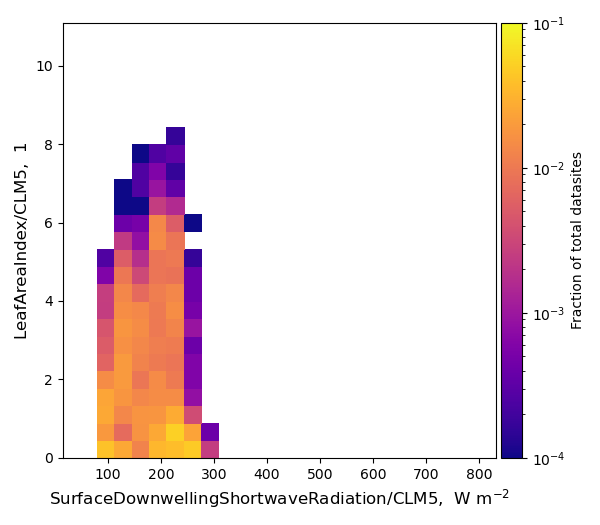 10
8
6
4
2
0
LeafAreaIndex/CLM5,  1
100 200 300 400 500 600 700 800
SurfaceDownwellingShortwaveRadiation/CLM5,  W m⁻²
10⁻¹
10⁻²
10⁻³
10⁻⁴
Fraction of total datasites